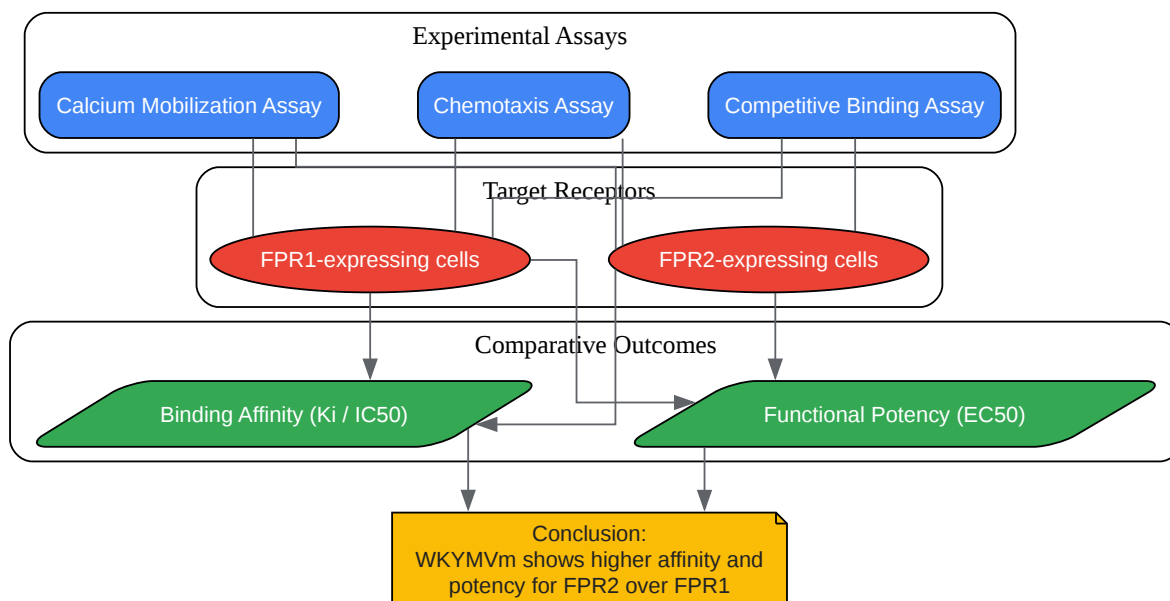 Experimental Assays
Calcium Mobilization Assay
Chemotaxis Assay
Competitive Binding Assay
Target Receptors
FPR1-expressing cells
FPR2-expressing cells
Comparative Outcomes
Binding Affinity (Ki / IC50)
Functional Potency (EC50)
Conclusion:
WKYMVm shows higher affinity and
potency for FPR2 over FPR1